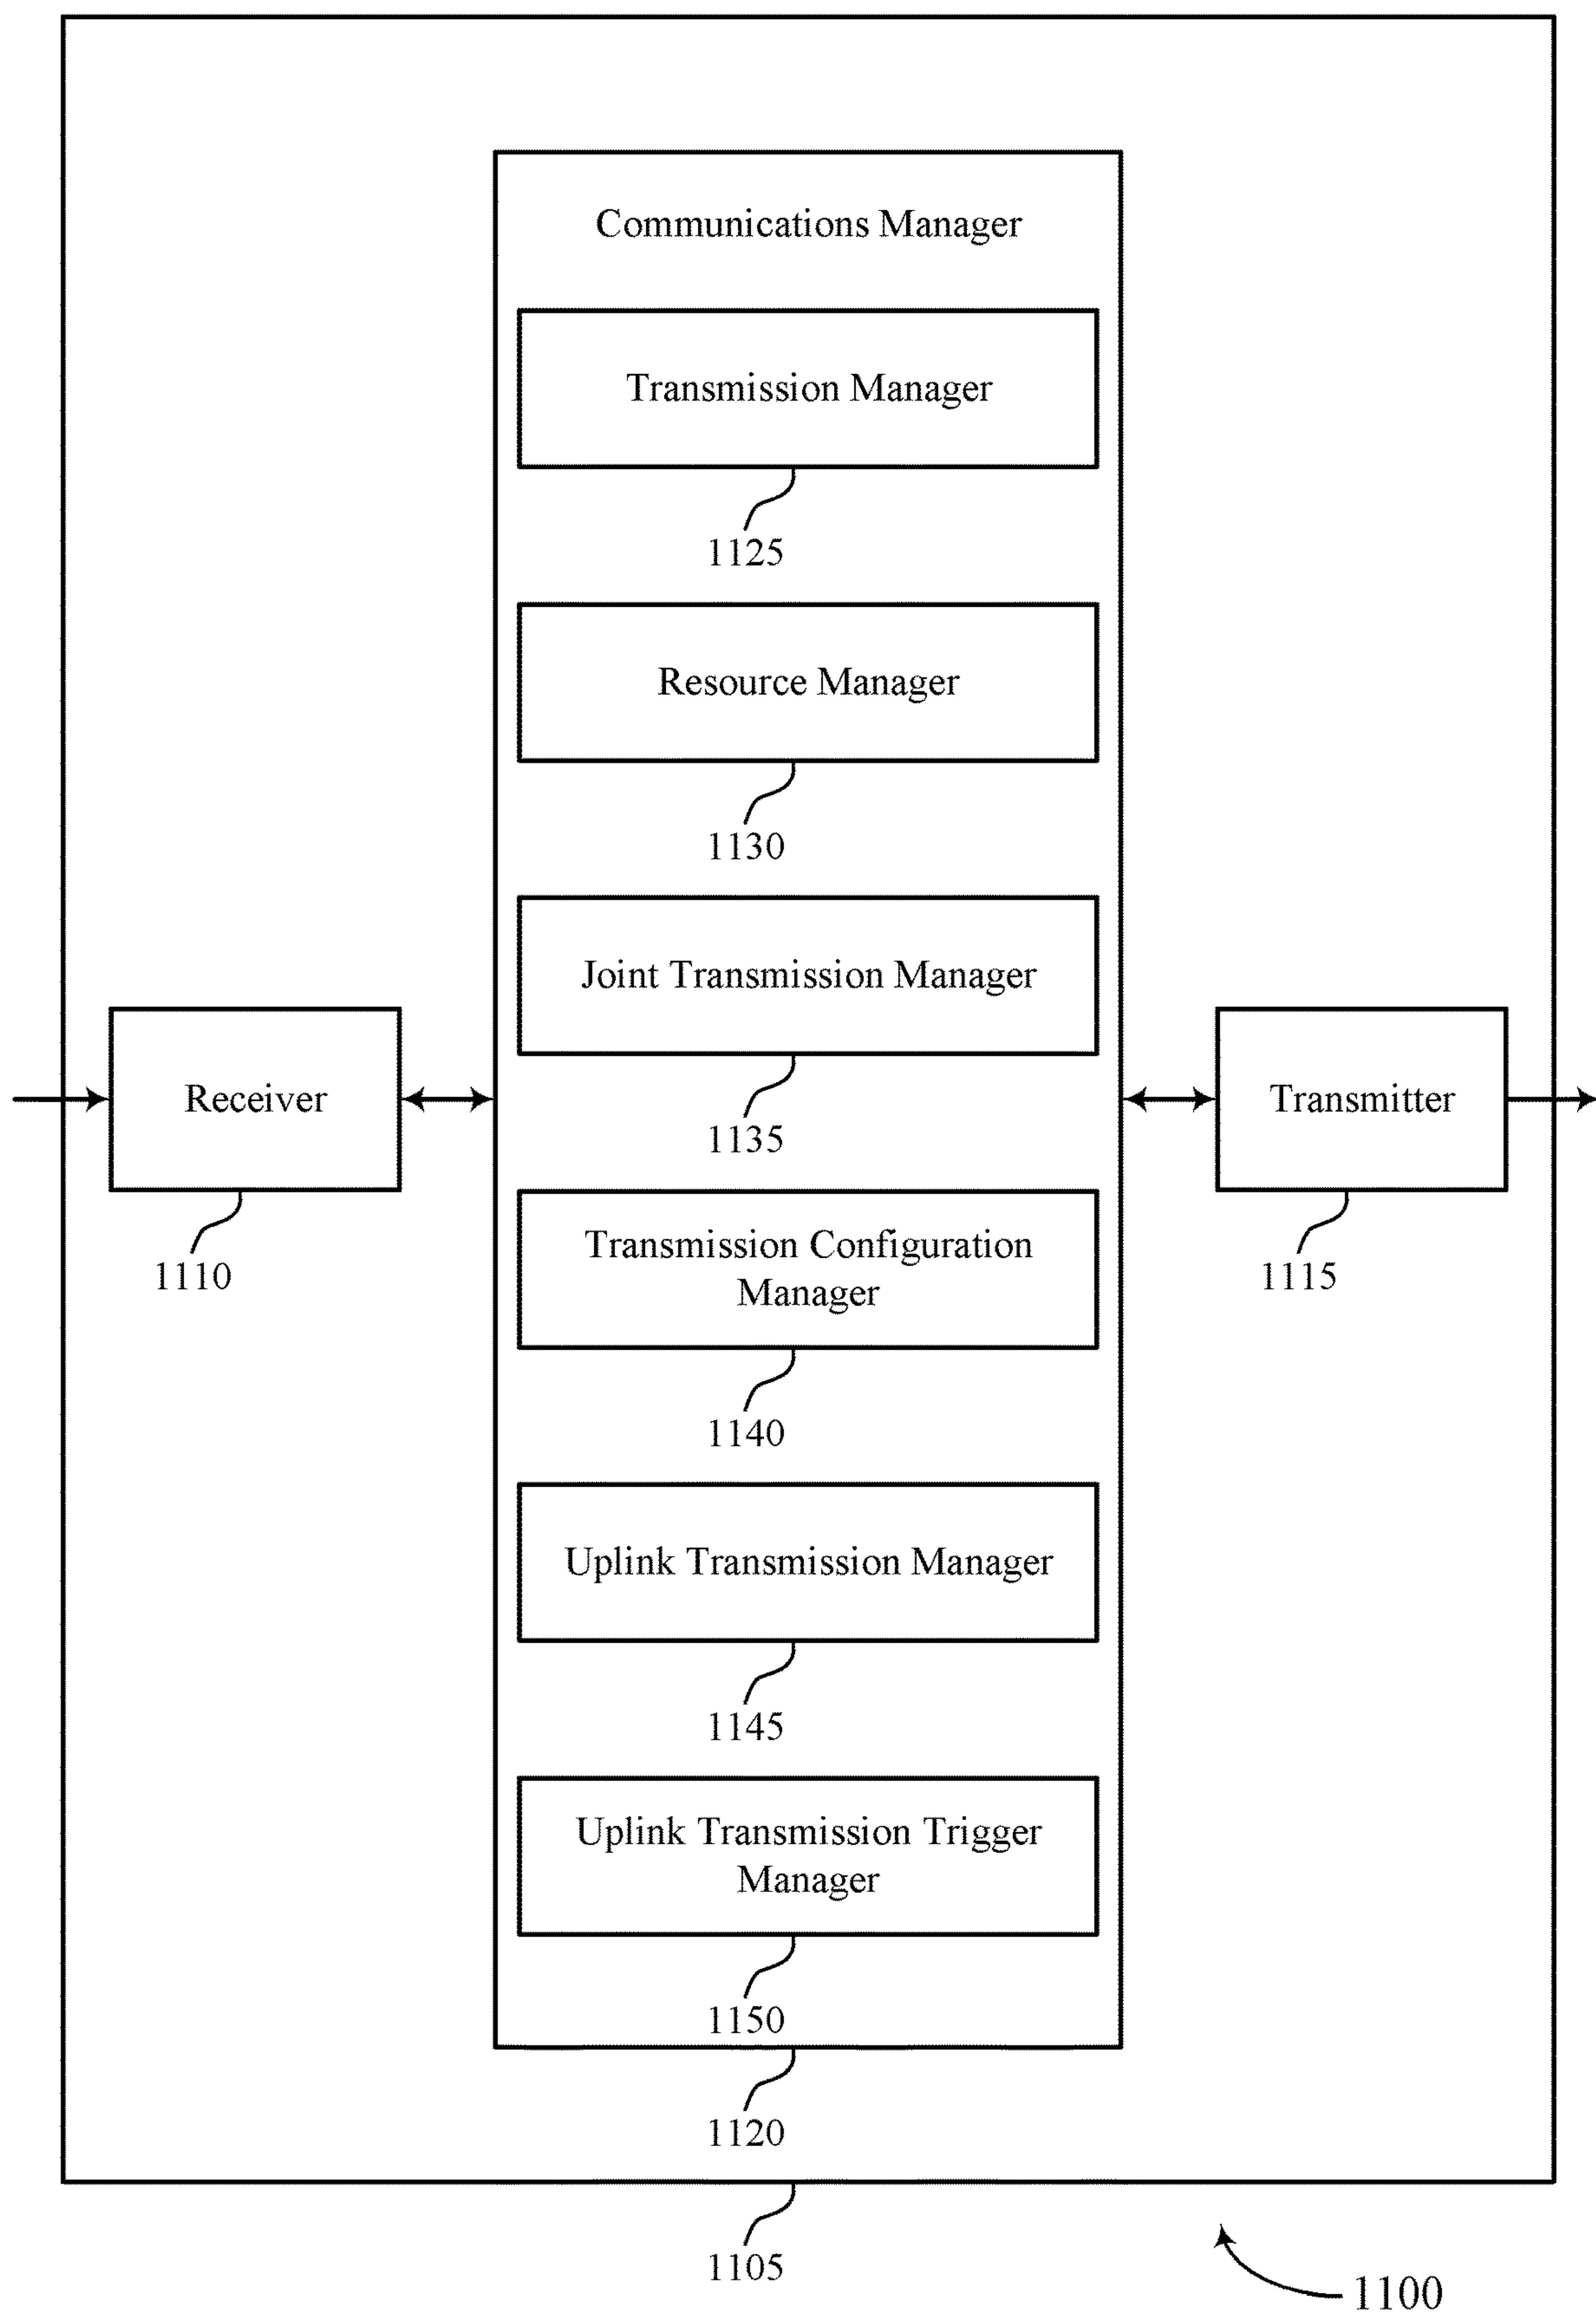 Communications Manager
Transmission Manager
1125
Resource Manager
1130
Joint Transmission Manager
1135
Receiver
1110
Transmitter
1115
Transmission Configuration
Manager
1140
Uplink Transmission Manager
1145
Uplink Transmission Trigger
Manager
1150
1120
1105
1100